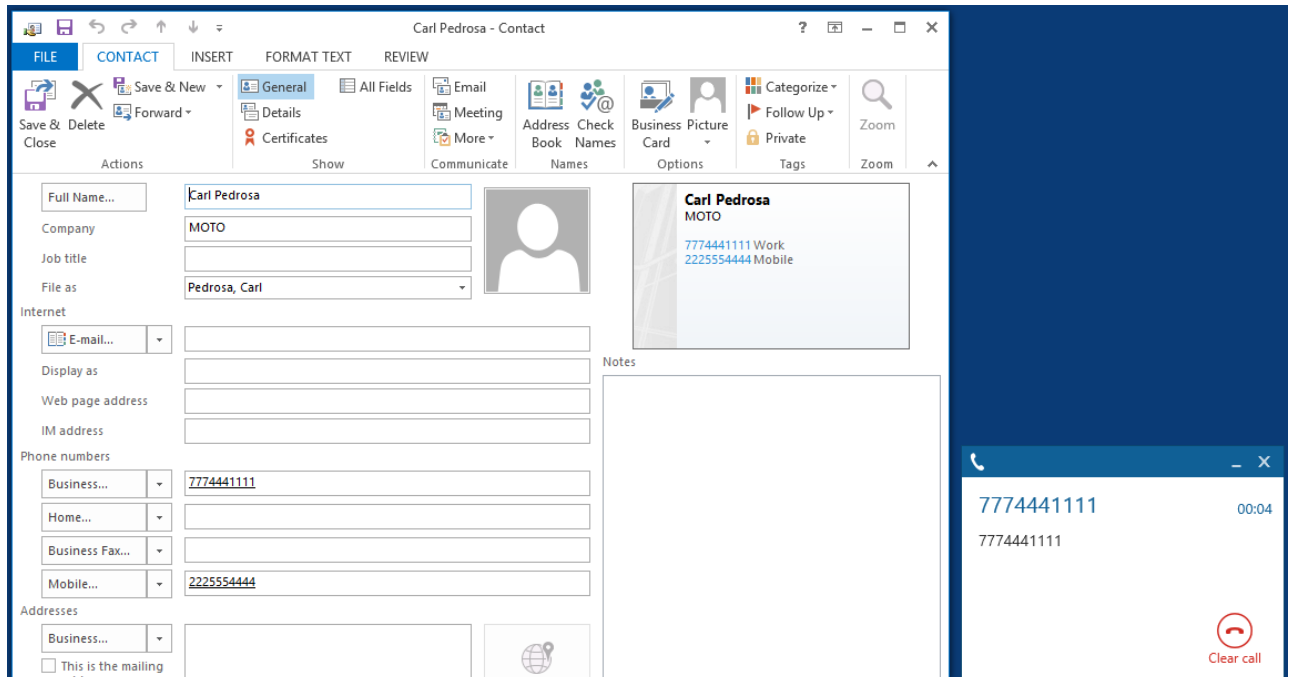 Carl Pedrosa - Contact
?
FILE CONTACT INSERT FORMAT TEXT REVIEW
Save & Close
Delete
Save & New
Forward
Actions
General
Details
Certificates
All Fields
Show
Email
Meeting
More
Communicate
Address Book
Check Names
Names
Business Card
Picture
Options
Categorize
Follow Up
Private
Tags
Zoom
Zoom
Full Name... Carl Pedrosa
Company MOTO
Job title
File as Pedrosa, Carl
Internet
E-mail...
Display as
Web page address
IM address
Phone numbers
Business... 7774441111
Home...
Business Fax...
Mobile... 2225554444
Addresses
Business...
This is the mailing
Carl Pedrosa
MOTO
7774441111 Work
2225554444 Mobile
Notes
7774441111 00:04
7774441111
Clear call